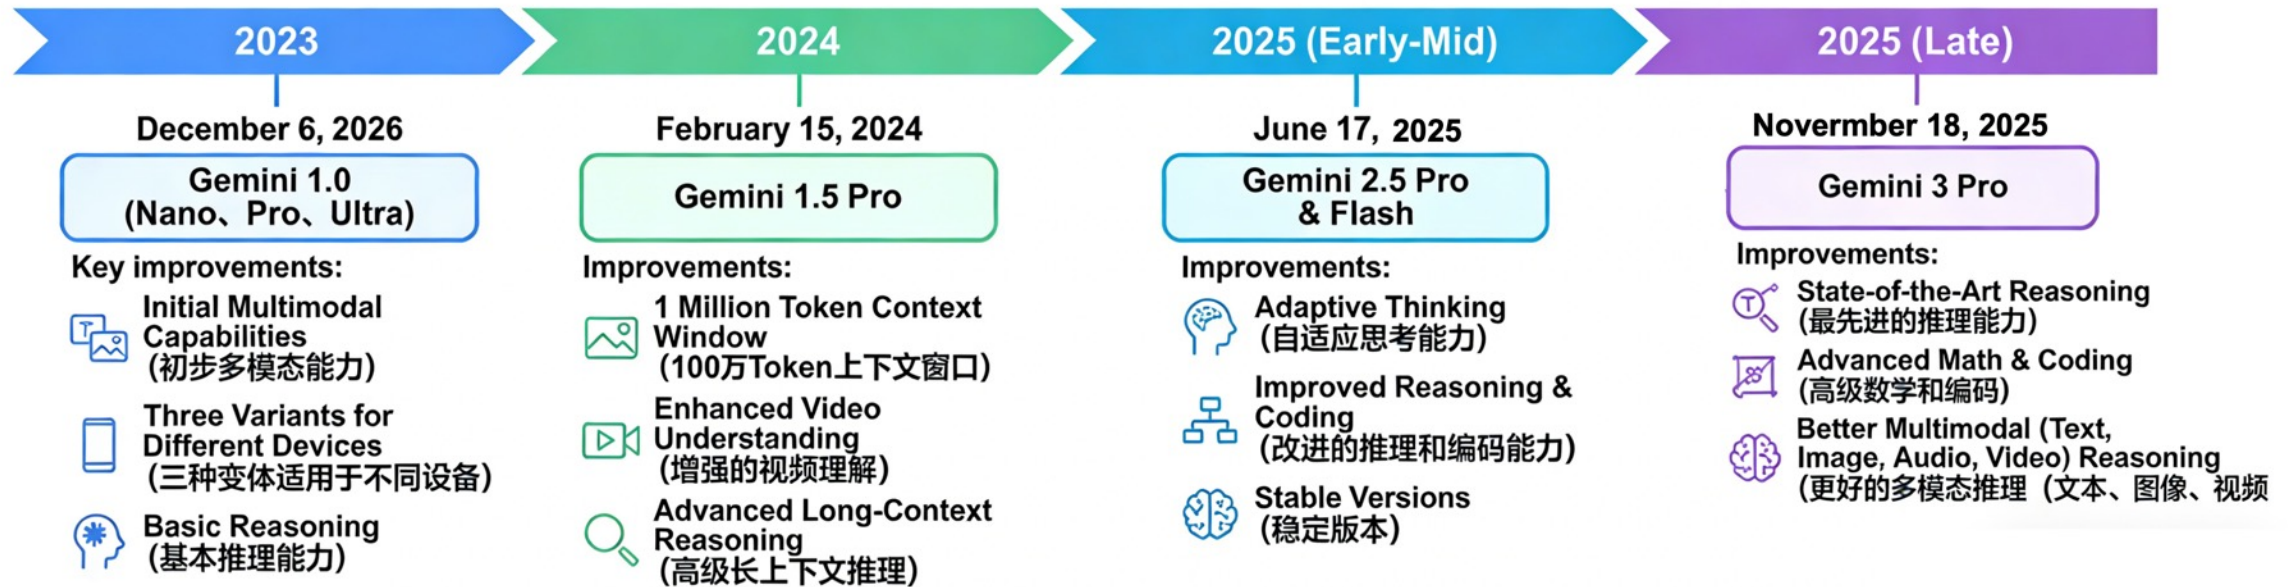 2023
December 6, 2026
Gemini 1.0
(Nano、Pro、Ultra)
Key improvements:
Initial Multimodal
Capabilities
(初步多模态能力)
Three Variants for
Different Devices
(三种变体适用于不同设备)
Basic Reasoning
(基本推理能力)
2024
February 15, 2024
Gemini 1.5 Pro
Improvements:
1 Million Token Context
Window
(100万Token上下文窗口)
Enhanced Video
Understanding
(增强的视频理解)
Advanced Long-Context
Reasoning
(高级长上下文推理)
2025 (Early-Mid)
June 17, 2025
Gemini 2.5 Pro
& Flash
Improvements:
Adaptive Thinking
(自适应思考能力)
Improved Reasoning &
Coding
(改进的推理和编码能力)
Stable Versions
(稳定版本)
2025 (Late)
Novermber 18, 2025
Gemini 3 Pro
Improvements:
T
State-of-the-Art Reasoning
(最先进的推理能力)
Advanced Math & Coding
(高级数学和编码)
Better Multimodal (Text,
Image, Audio, Video) Reasoning
(更好的多模态推理（文本、图像、视频
T